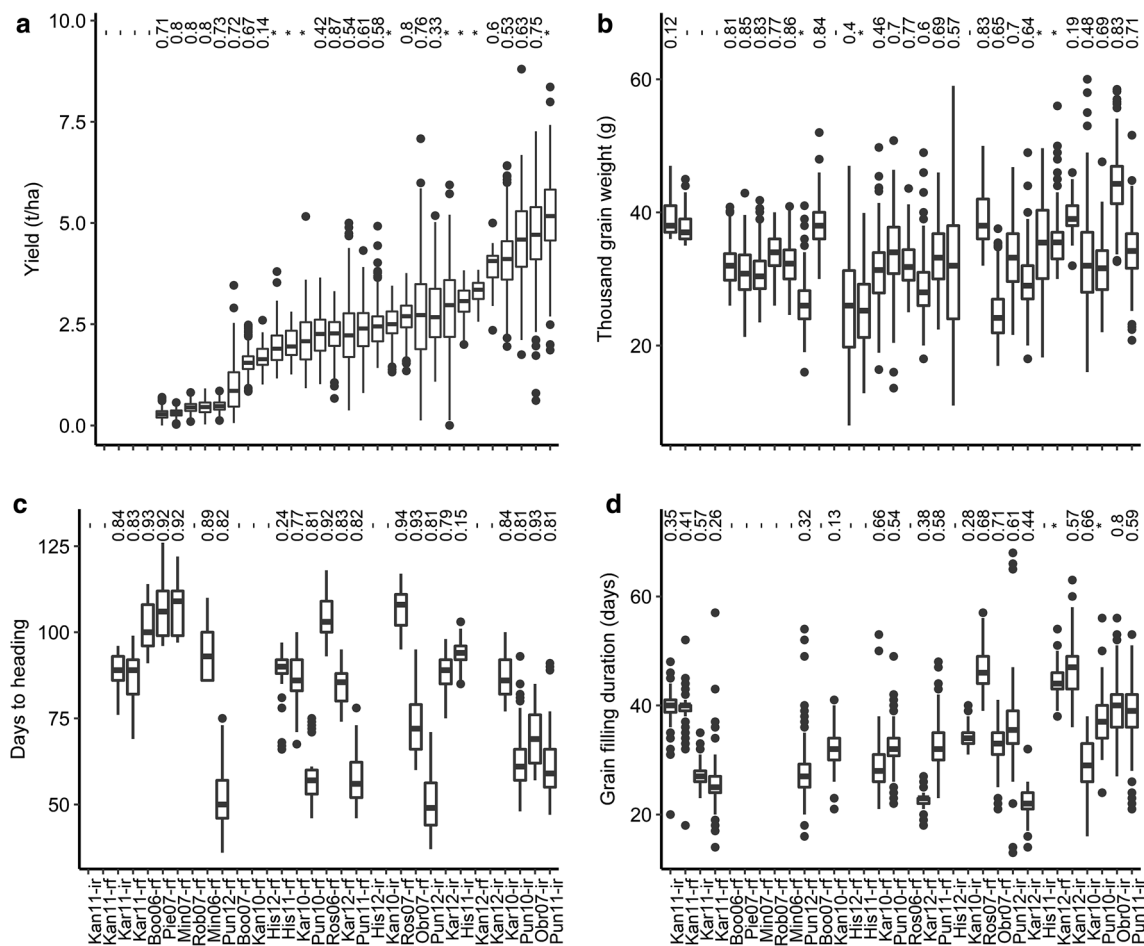 a
- - - - 0.71 0.8 0.8 0.8 0.73 0.72 0.67 0.14 * * * 0.42 0.87 0.54 0.61 0.58 * 0.8 0.76 0.33 * * * 0.6 0.53 0.63 0.75 *
10.0
7.5
5.0
2.5
0.0
Yield (t/ha)
b
0.12 - - - 0.81 0.85 0.83 0.77 0.86 * 0.84 - 0.4 * 0.46 0.7 0.77 0.6 0.69 0.57 - 0.83 0.65 0.7 0.64 * * 0.19 0.48 0.69 0.83 0.71
60
40
20
Thousand grain weight (g)
c
- - 0.84 0.83 0.93 0.92 0.92 - 0.89 0.82 - - - 0.24 0.77 0.81 0.92 0.83 0.82 - - 0.94 0.93 0.81 0.79 0.15 - - 0.84 0.81 0.93 0.81
125
100
75
50
Days to heading
Kan11-ir
Kan11-rf
Kar11-ir
Kar11-rf
Boo06-rf
Pie07-rf
Min07-rf
Rob07-rf
Min06-rf
Pun12-rf
Boo07-rf
Kan10-rf
His12-rf
His11-rf
Kar10-rf
Pun10-rf
Ros06-rf
Kar12-rf
Pun11-rf
His12-ir
Kan10-ir
Ros07-rf
Obr07-rf
Pun12-ir
Kar12-ir
His11-ir
Kan12-rf
Kan12-ir
Kar10-ir
Pun10-ir
Obr07-ir
Pun11-ir
d
0.35 0.41 0.57 0.26 - - - - - 0.32 - 0.13 - - 0.66 0.54 - 0.38 0.58 - 0.28 0.68 0.71 0.61 0.44 - * 0.57 0.66 * 0.8 0.59
60
40
20
Grain filling duration (days)
Kan11-ir
Kan11-rf
Kar11-ir
Kar11-rf
Boo06-rf
Pie07-rf
Min07-rf
Rob07-rf
Min06-rf
Pun12-rf
Boo07-rf
Kan10-rf
His12-rf
His11-rf
Kar10-rf
Pun10-rf
Ros06-rf
Kar12-rf
Pun11-rf
His12-ir
Kan10-ir
Ros07-rf
Obr07-rf
Pun12-ir
Kar12-ir
His11-ir
Kan12-rf
Kan12-ir
Kar10-ir
Pun10-ir
Obr07-ir
Pun11-ir